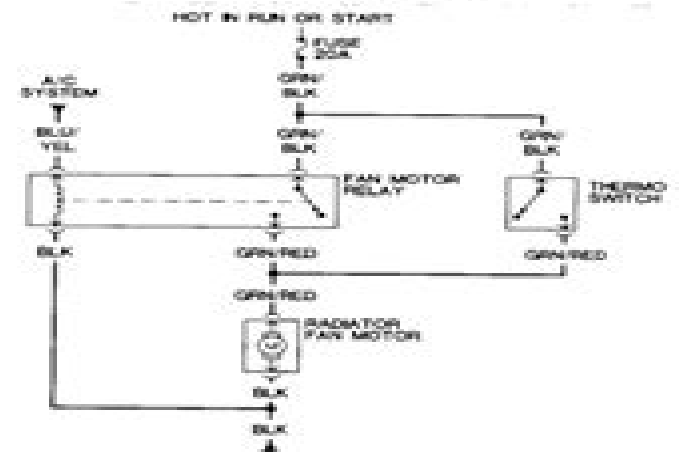 HOT IN RUN OR START
FUSE
20A
GRN/
BLK
A/C
SYSTEM
BLU/
YEL
GRN/
BLK
GRN/
BLK
FAN MOTOR
RELAY
THERMO
SWITCH
BLK
GRN/RED
GRN/RED
GRN/RED
RADIATOR
FAN MOTOR
M
BLK
BLK